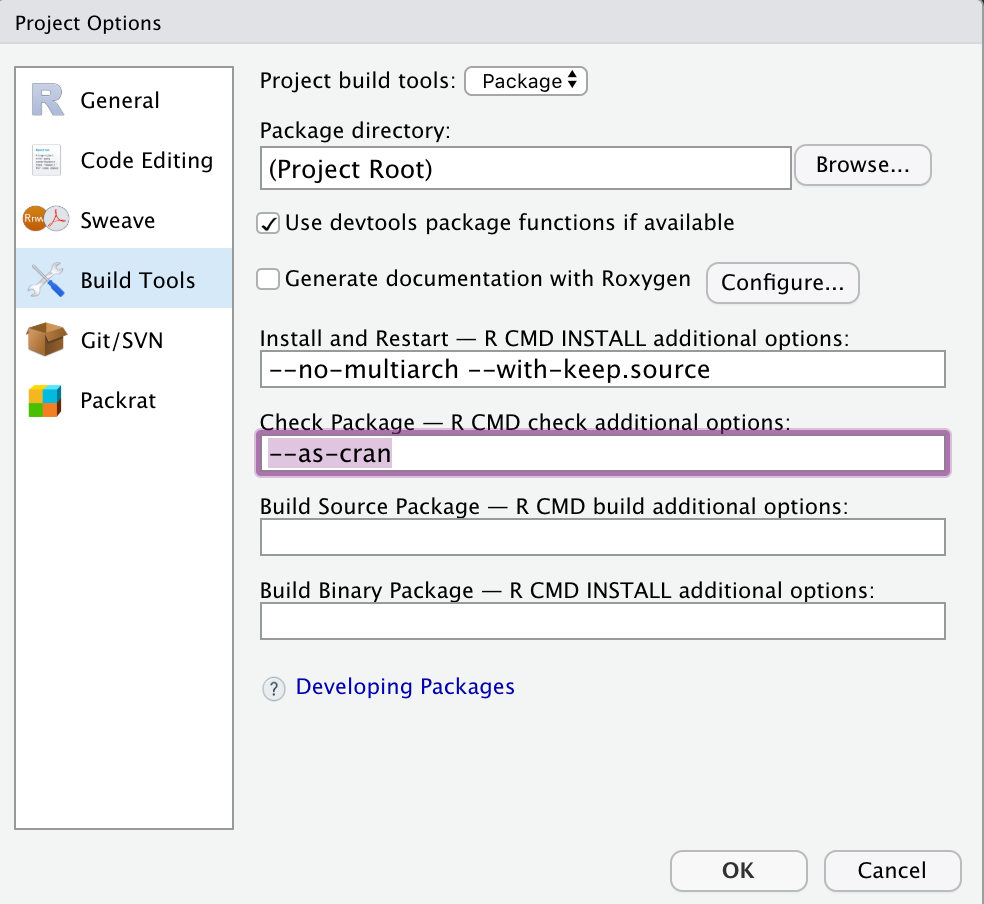 Project Options
General
Code Editing
Sweave
Build Tools
Git/SVN
Packrat
Project build tools: Package
Package directory:
(Project Root)
Browse...
Use devtools package functions if available
Generate documentation with Roxygen
Configure...
Install and Restart — R CMD INSTALL additional options:
--no-multiarch --with-keep.source
Check Package — R CMD check additional options:
--as-cran
Build Source Package — R CMD build additional options:
Build Binary Package — R CMD INSTALL additional options:
? Developing Packages
OK
Cancel